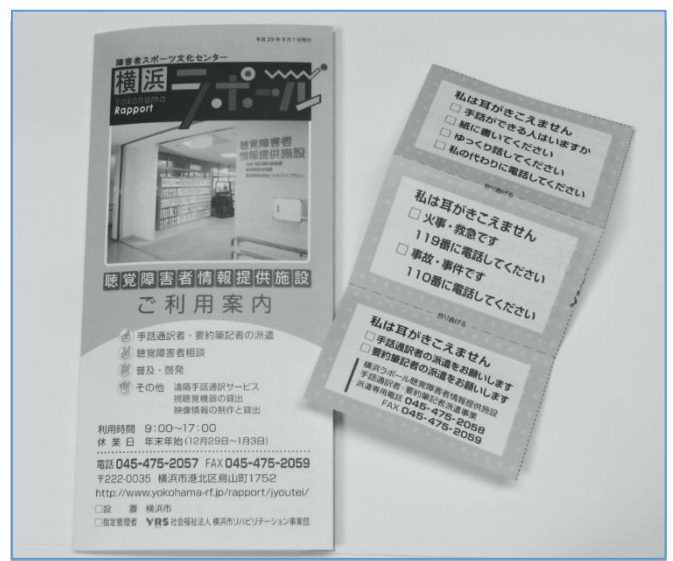 平成29年9月1日発行
障害者スポーツ文化センター
横浜ラポール
Yokohama
Rapport
聴覚障害者
情報提供施設
聴覚障害者情報提供施設
ご利用案内
手話通訳者・要約筆記者の派遣
聴覚障害者相談
普及・啓発
その他 遠隔手話通訳サービス
視聴覚機器の貸出
映像情報の制作と貸出
利用時間 9:00～17:00
休業日 年末年始(12月29日～1月3日)
電話045-475-2057 FAX045-475-2059
〒222-0035 横浜市港北区鳥山町1752
http://www.yokohama-rf.jp/rapport/jyoutei/
□設 置 横浜市
□指定管理者 YRS 社会福祉法人 横浜市リハビリテーション事業団
私は耳がきこえません
□ 手話ができる人はいますか
□ 紙に書いてください
□ ゆっくり話してください
□ 私の代わりに電話してください
折り曲げる
私は耳がきこえません
□ 火事・救急です
119番に電話してください
□ 事故・事件です
110番に電話してください
折り曲げる
私は耳がきこえません
□手話通訳者の派遣をお願いします
□要約筆記者の派遣をお願いします
横浜ラポール聴覚障害者情報提供施設
手話通訳者・要約筆記者派遣事業
派遣専用電話 045-475-2058
FAX 045-475-2059